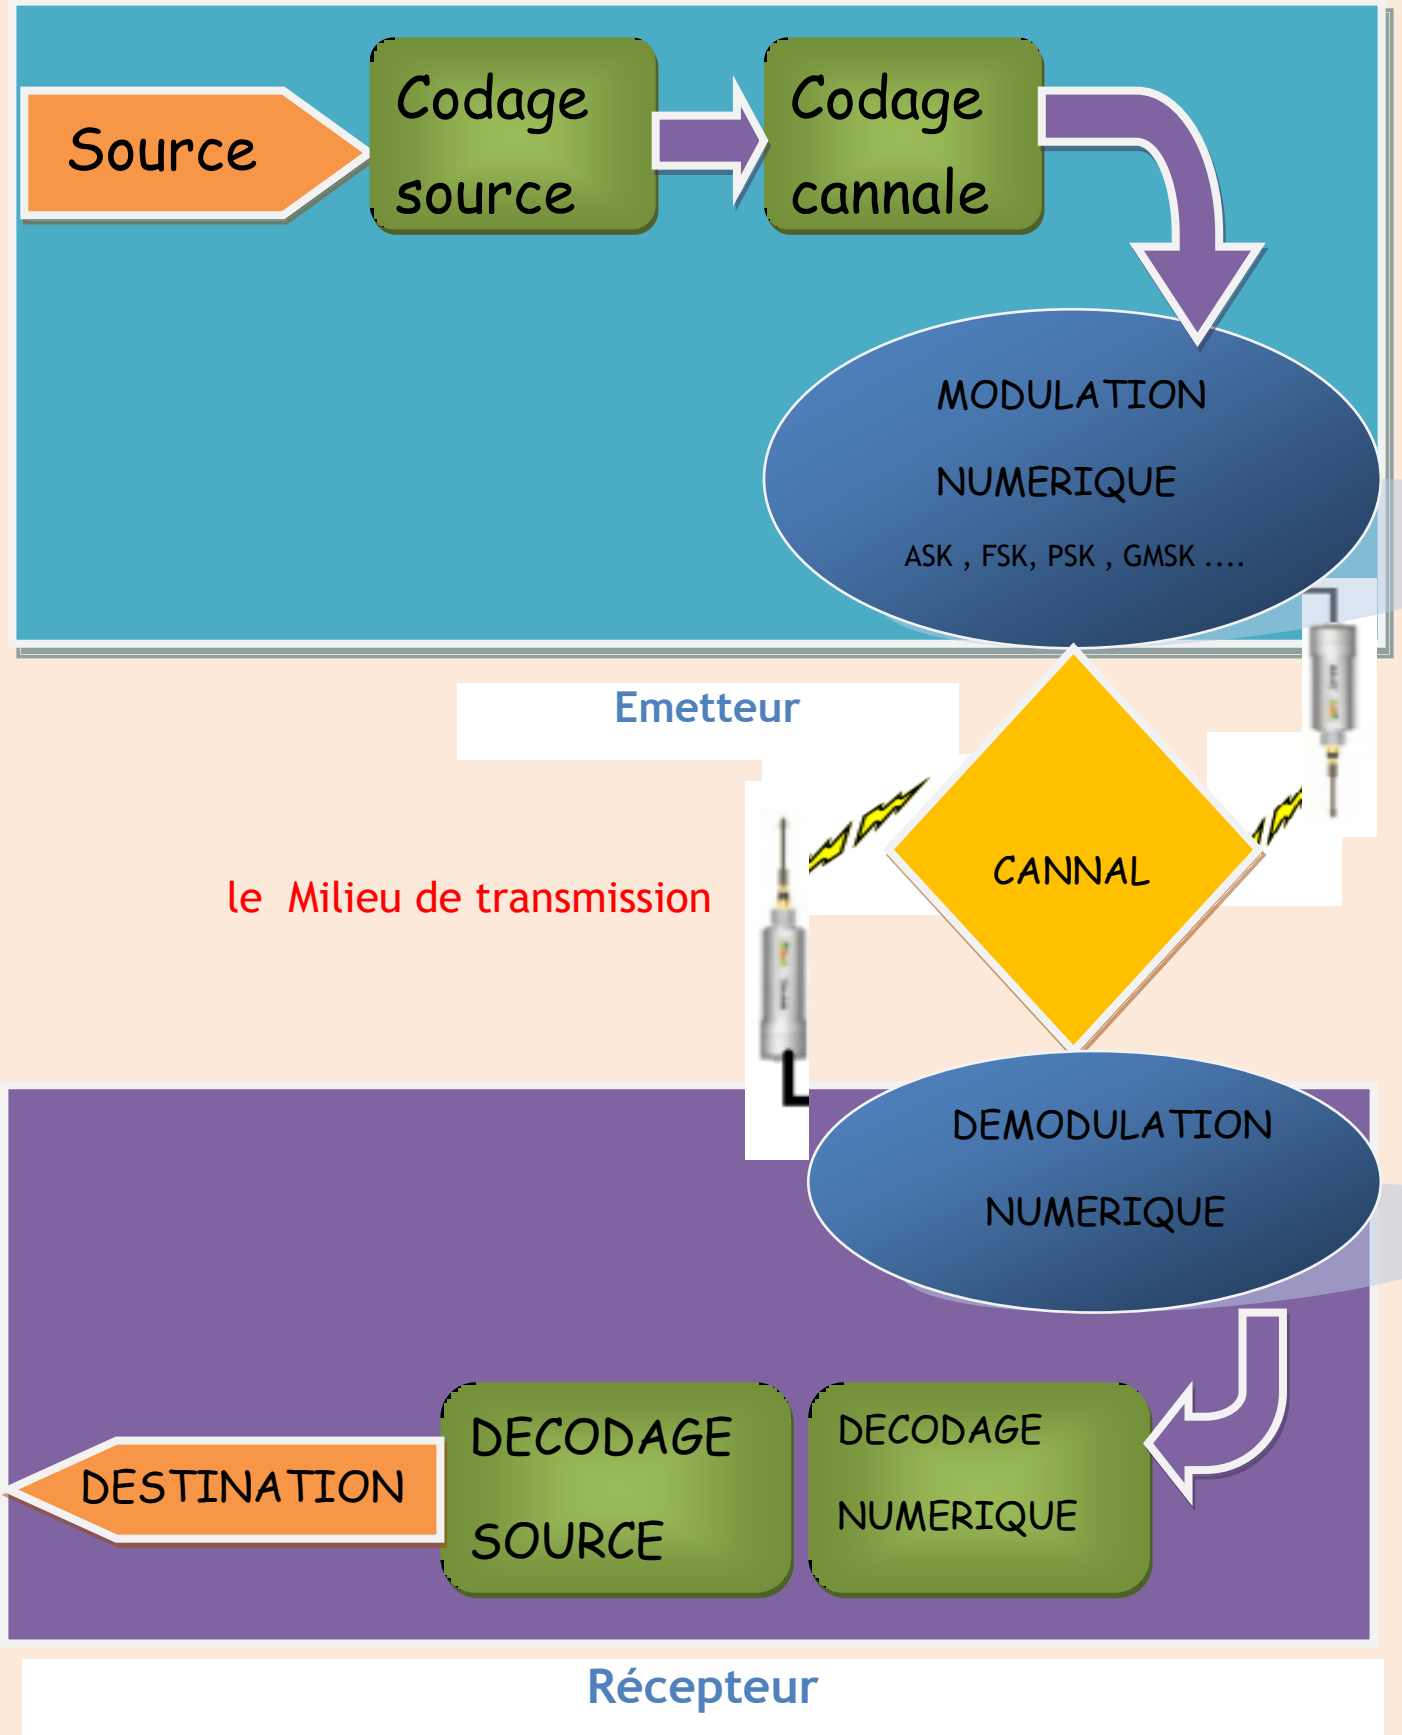 Source
Codage
source
Codage
cannale
MODULATION
NUMERIQUE
ASK , FSK, PSK , GMSK ....
Emetteur
CANNAL
le  Milieu de transmission
DEMODULATION
NUMERIQUE
DECODAGE
NUMERIQUE
DECODAGE
SOURCE
DESTINATION
Récepteur